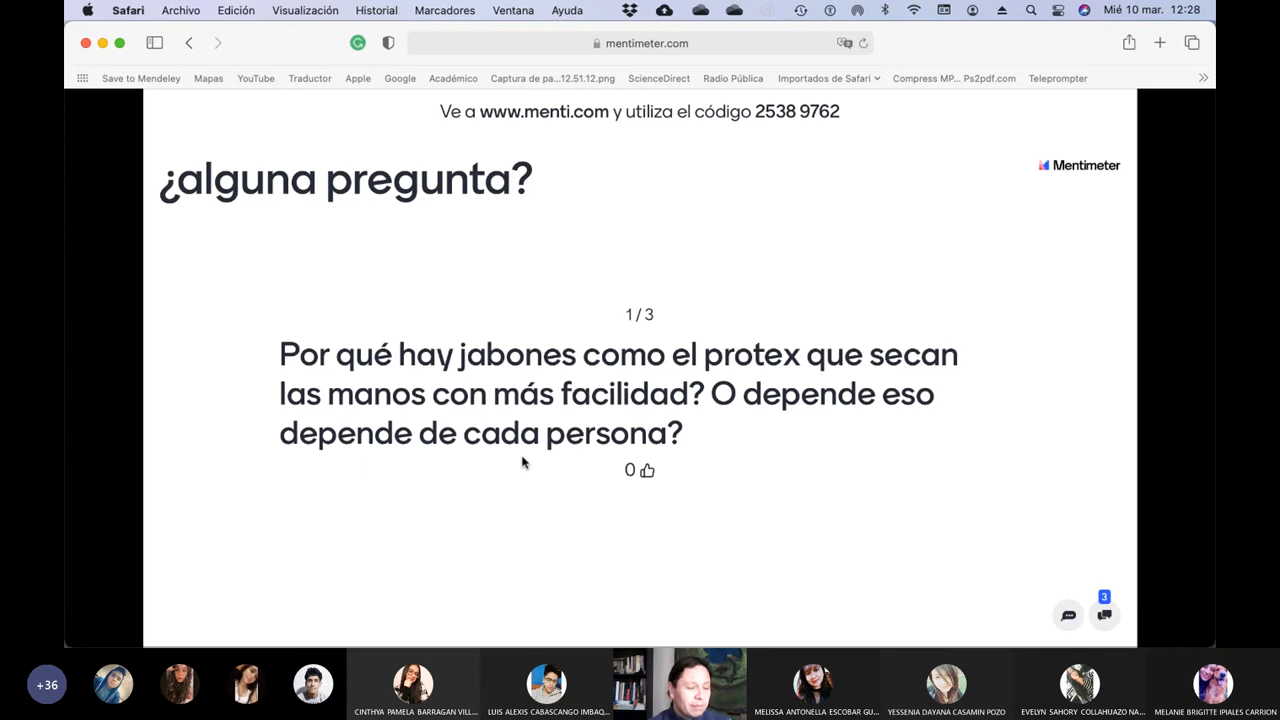 Safari Archivo Edición Visualización Historial Marcadores Ventana Ayuda Mié 10 mar. 12:28
mentimeter.com
Save to Mendeley Mapas YouTube Traductor Apple Google Académico Captura de pa...12.51.12.png ScienceDirect Radio Pública Importados de Safari Compress MP... Ps2pdf.com Teleprompter
Ve a www.menti.com y utiliza el código 2538 9762
¿alguna pregunta?
Mentimeter
1 / 3
Por qué hay jabones como el protex que secan
las manos con más facilidad? O depende eso
depende de cada persona?
0
3
+36
CINTHYA PAMELA BARRAGAN VILL... LUIS ALEXIS CABASCANGO IMBAQ... MELISSA ANTONELLA ESCOBAR GU... YESSENIA DAYANA CASAMIN POZO EVELYN SAHORY COLLAHUAZO NA... MELANIE BRIGITTE IPIALES CARRION